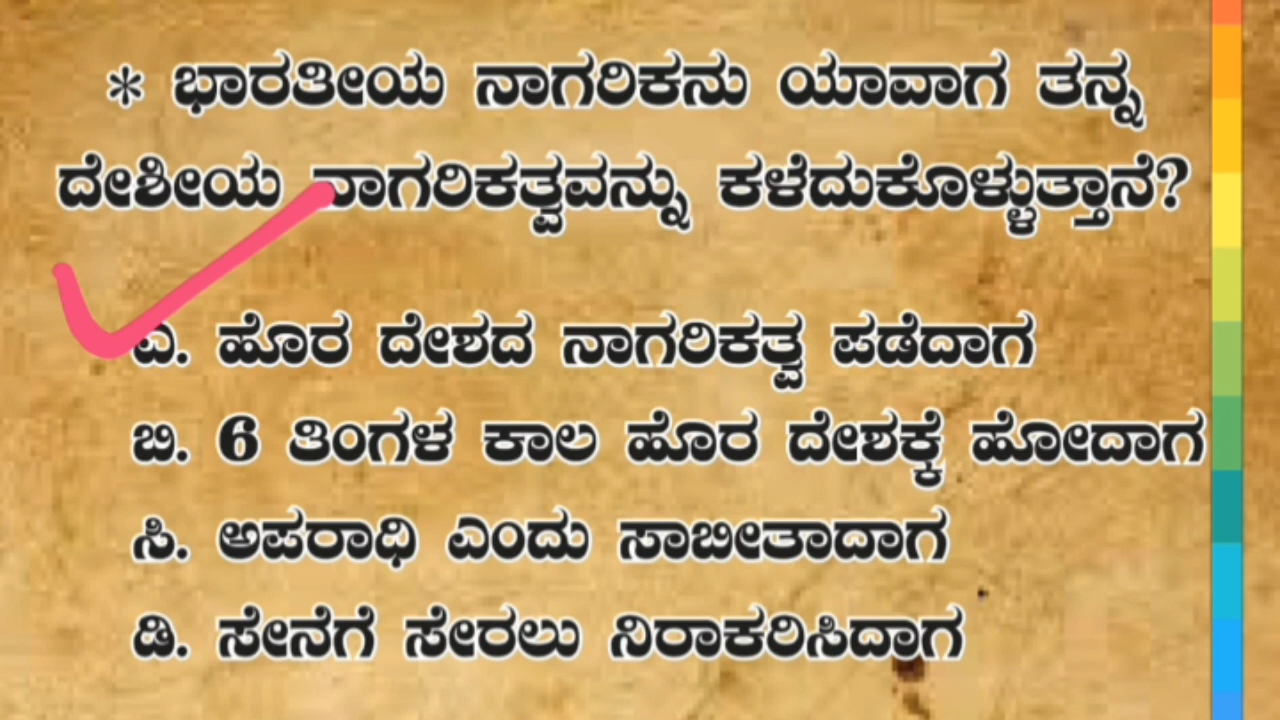 * ಭಾರತೀಯ ನಾಗರಿಕನು ಯಾವಾಗ ತನ್ನ
ದೇಶೀಯ ನಾಗರಿಕತ್ವವನ್ನು ಕಳೆದುಕೊಳ್ಳುತ್ತಾನೆ?
ಎ. ಹೊರ ದೇಶದ ನಾಗರಿಕತ್ವ ಪಡೆದಾಗ
ಬಿ. 6 ತಿಂಗಳ ಕಾಲ ಹೊರ ದೇಶಕ್ಕೆ ಹೋದಾಗ
ಸಿ. ಅಪರಾಧಿ ಎಂದು ಸಾಬೀತಾದಾಗ
ಡಿ. ಸೇನೆಗೆ ಸೇರಲು ನಿರಾಕರಿಸಿದಾಗ